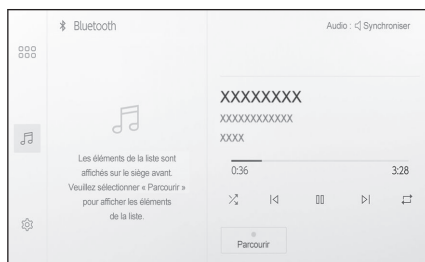 Bluetooth
Audio : Synchroniser
Les éléments de la liste sont
affichés sur le siège avant.
Veuillez sélectionner « Parcourir »
pour afficher les éléments
de la liste.
XXXXXXXX
XXXXXXXXXXXX
XXXX
0:36 3:28
Parcourir